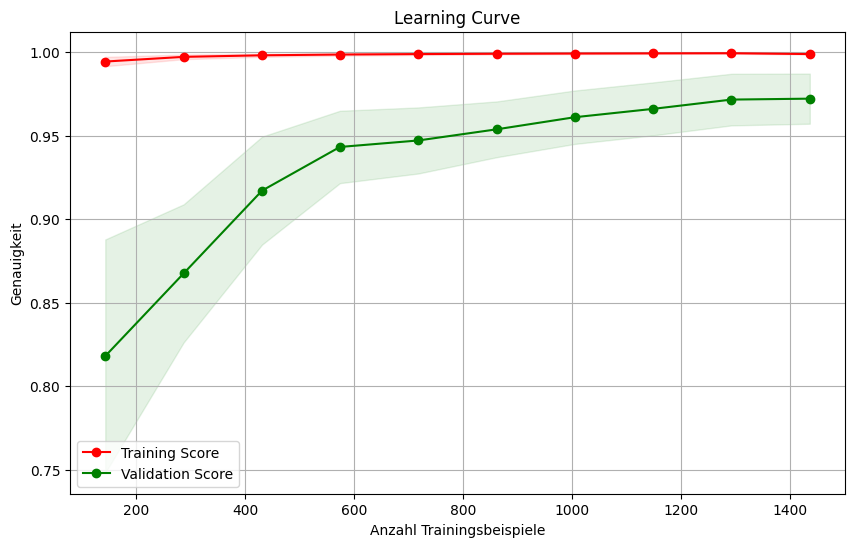 Learning Curve
1.00
0.95
0.90
0.85
0.80
0.75
Genauigkeit
Training Score
Validation Score
200 400 600 800 1000 1200 1400
Anzahl Trainingsbeispiele